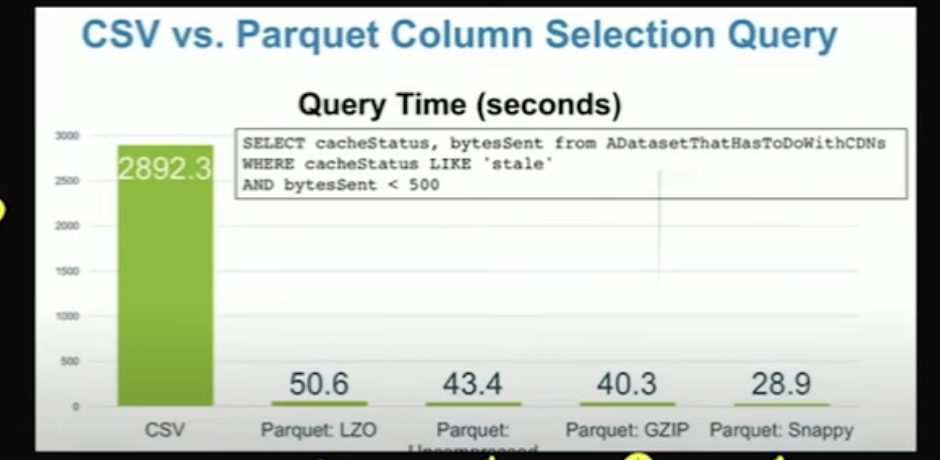 CSV vs. Parquet Column Selection Query
Query Time (seconds)
SELECT cacheStatus, bytesSent from ADatasetThatHasToDoWithCDNs
WHERE cacheStatus LIKE 'stale'
AND bytesSent < 500
3000
2500
2000
1500
1000
500
0
2892.3
50.6
43.4
40.3
28.9
CSV
Parquet: LZO
Parquet:
Uncompressed
Parquet: GZIP
Parquet: Snappy